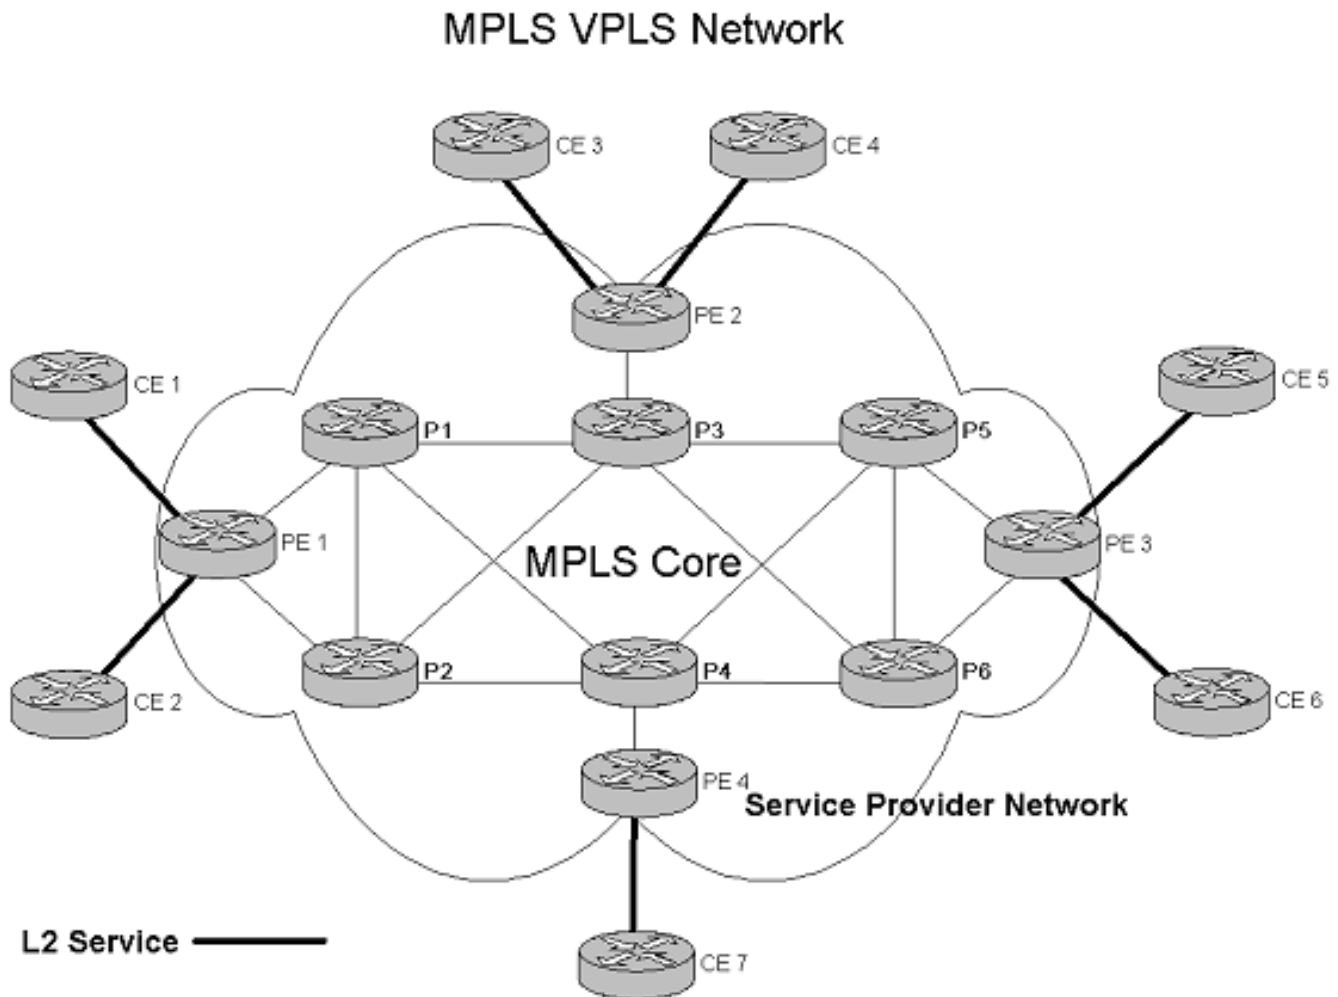 MPLS VPLS Network
CE 3
CE 4
PE 2
CE 1
CE 5
P1
P3
P5
PE 1
MPLS Core
PE 3
P2
P4
P6
CE 2
CE 6
PE 4
Service Provider Network
L2 Service
CE 7